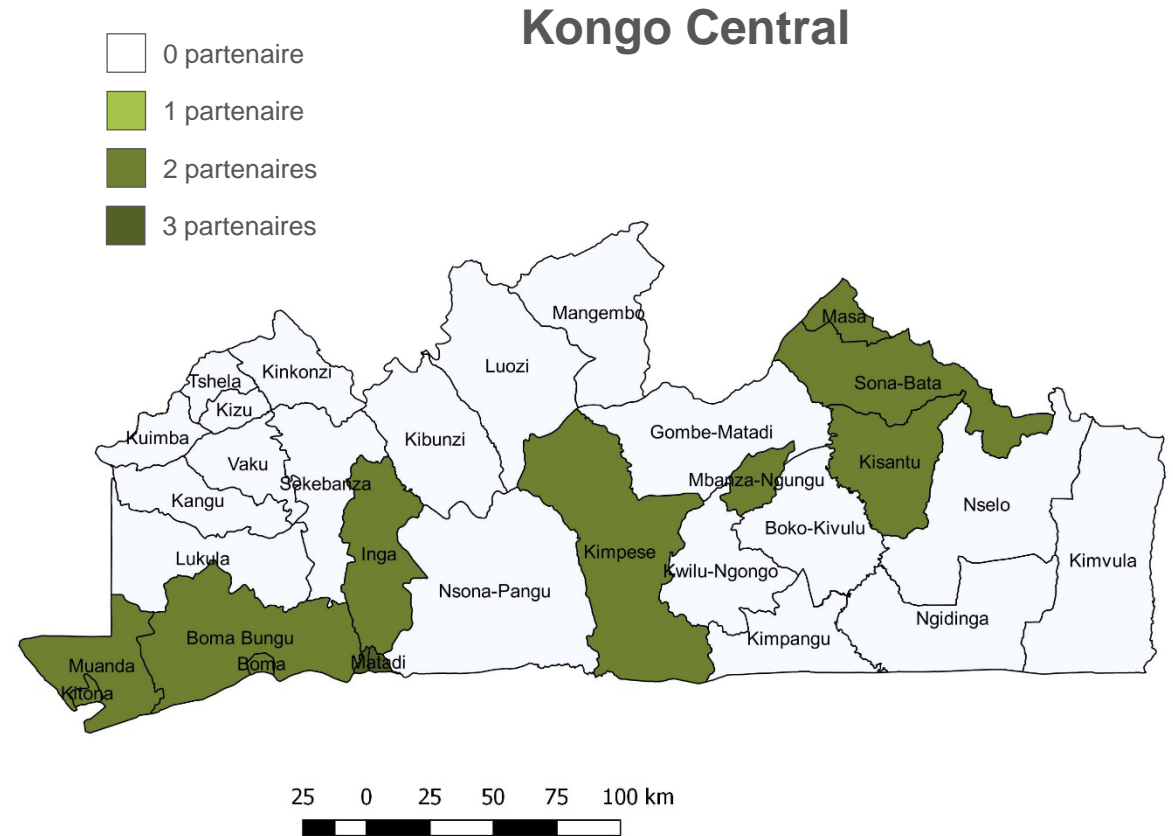 Kongo Central
0 partenaire
1 partenaire
2 partenaires
3 partenaires
Mangembo
Masa
Luozi
Kinkonzi
Tshela
Sona-Bata
Kizu
Kuimba
Kibunzi
Gombe-Matadi
Vaku
Kisantu
Sekebanza
Mbanza-Ngungu
Kangu
Nselo
Boko-Kivulu
Inga
Kimpese
Lukula
Kimvula
Kwilu-Ngongo
Nsona-Pangu
Ngidinga
Boma Bungu
Kimpangu
Muanda
Boma
Matadi
Kitona
25 0 25 50 75 100 km